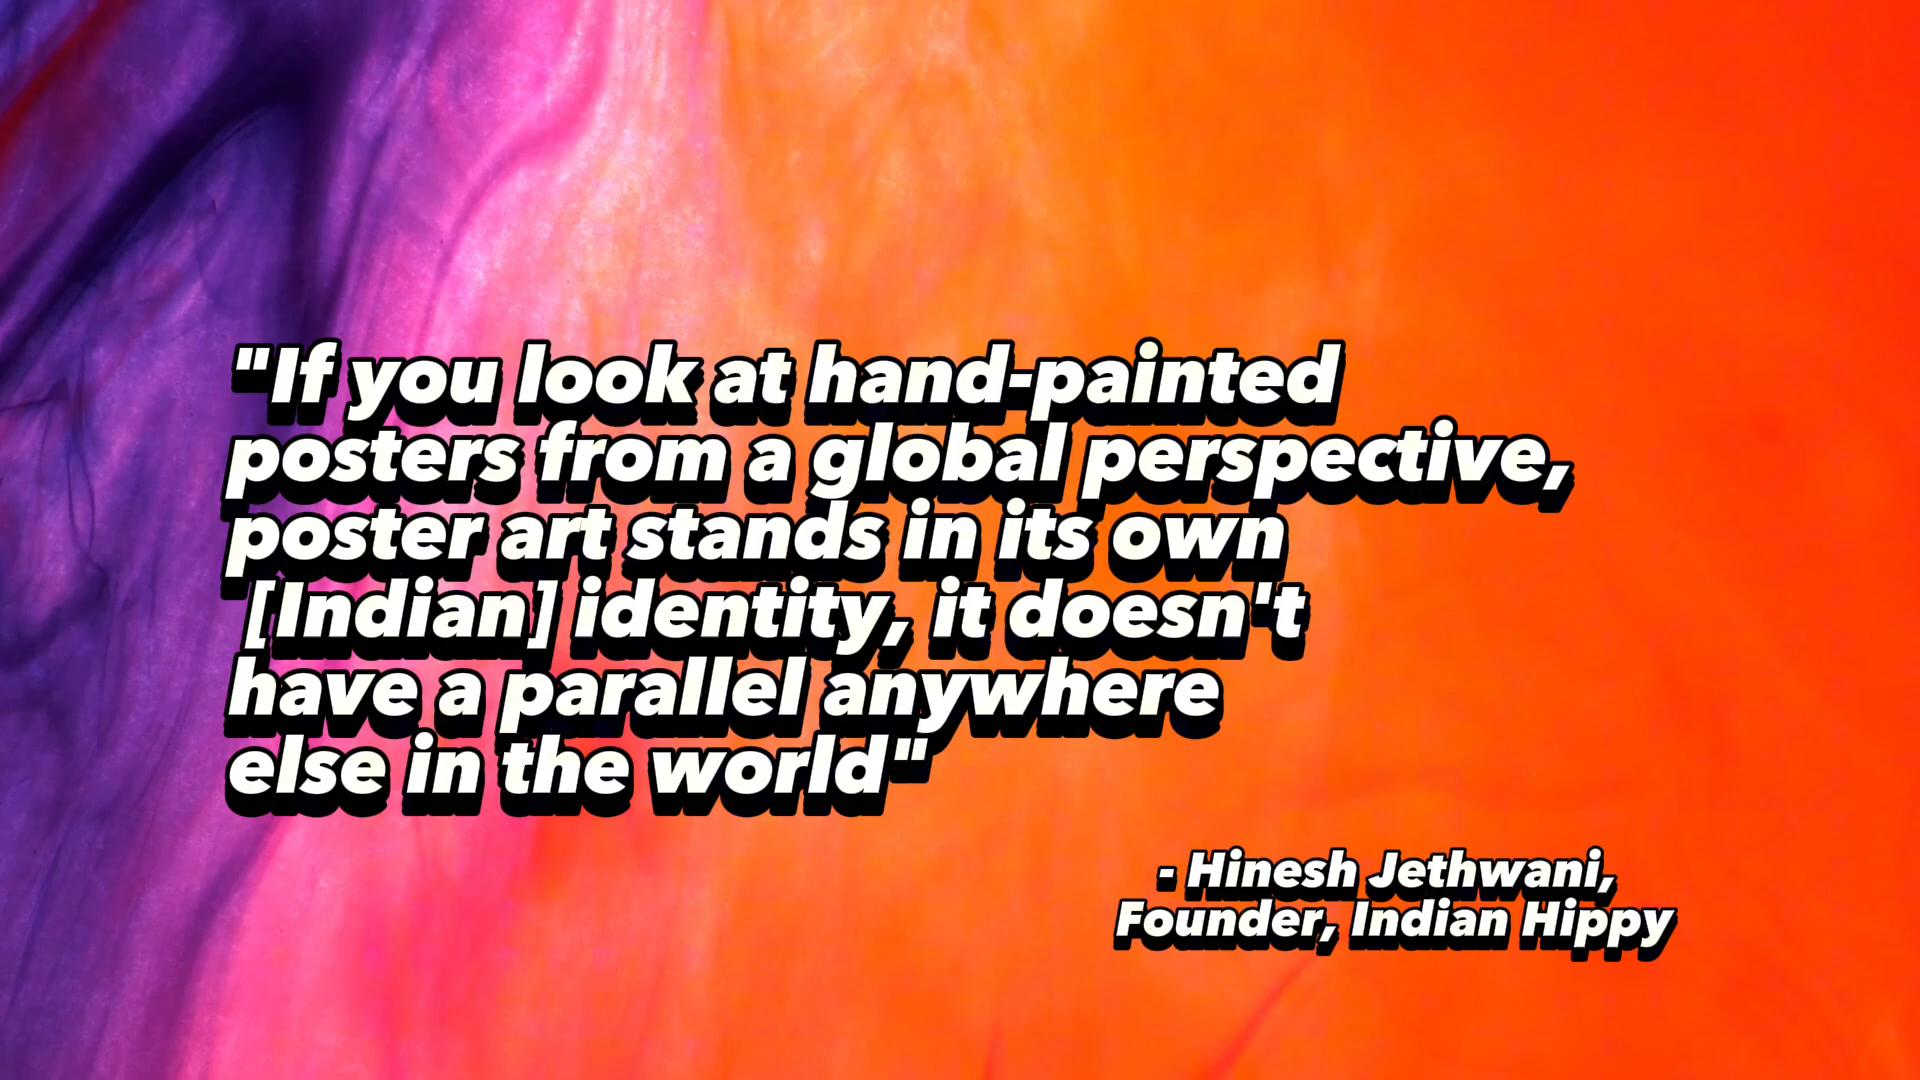 "If you look at hand-painted
posters from a global perspective,
poster art stands in its own
[Indian] identity, it doesn't
have a parallel anywhere
else in the world"
- Hinesh Jethwani,
Founder, Indian Hippy